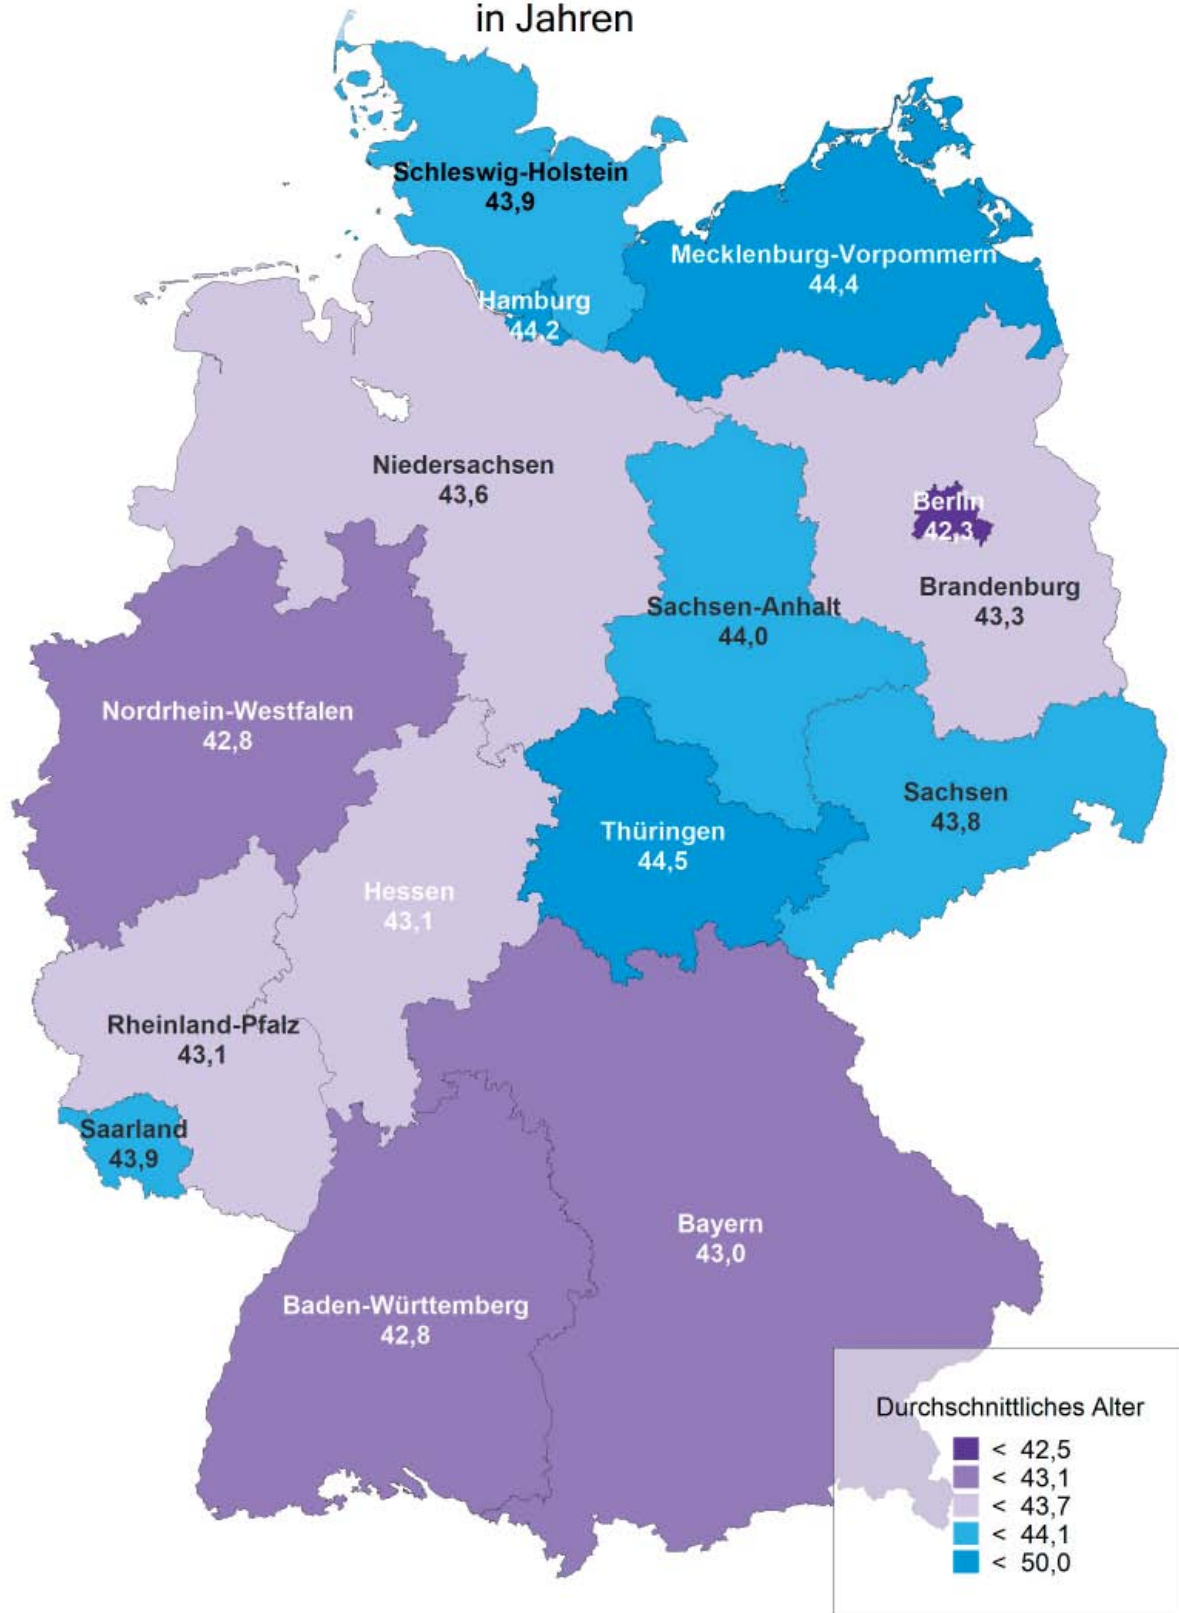 in Jahren
Schleswig-Holstein
43,9
Mecklenburg-Vorpommern
44,4
Hamburg
44,2
Niedersachsen
43,6
Berlin
42,3
Brandenburg
43,3
Sachsen-Anhalt
44,0
Nordrhein-Westfalen
42,8
Sachsen
43,8
Thüringen
44,5
Hessen
43,1
Rheinland-Pfalz
43,1
Saarland
43,9
Bayern
43,0
Baden-Württemberg
42,8
Durchschnittliches Alter
< 42,5
< 43,1
< 43,7
< 44,1
< 50,0